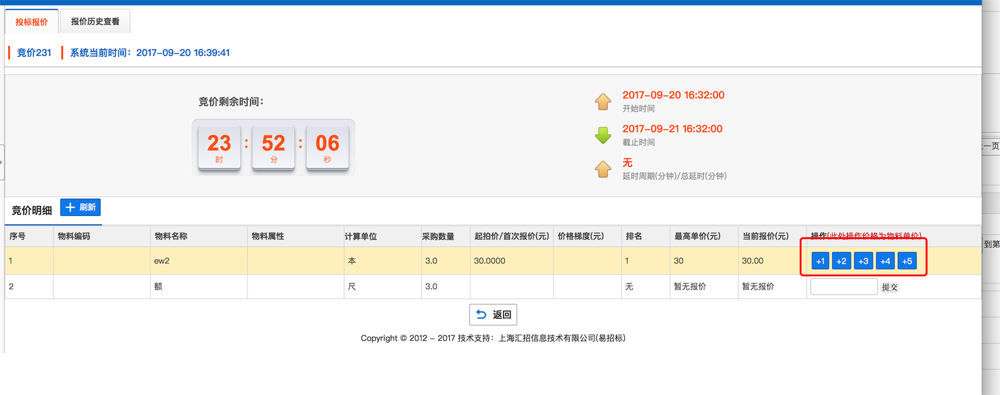 投标报价 报价历史查看
竞价231 系统当前时间：2017-09-20 16:39:41
竞价剩余时间：
23 : 52 : 06
时 分 秒
2017-09-20 16:32:00
开始时间
2017-09-21 16:32:00
截止时间
无
延时周期(分钟)/总延时(分钟)
竞价明细 刷新
序号 物料编码 物料名称 物料属性 计算单位 采购数量 起拍价/首次报价(元) 价格梯度(元) 排名 最高单价(元) 当前报价(元) 操作(此处操作价格为物料单价)
1 ew2 本 3.0 30.0000 1 30 30.00 +1 +2 +3 +4 +5
2 额 尺 3.0 无 暂无报价 暂无报价 提交
返回
Copyright © 2012 - 2017 技术支持：上海汇招信息技术有限公司(易招标)
一页
到第